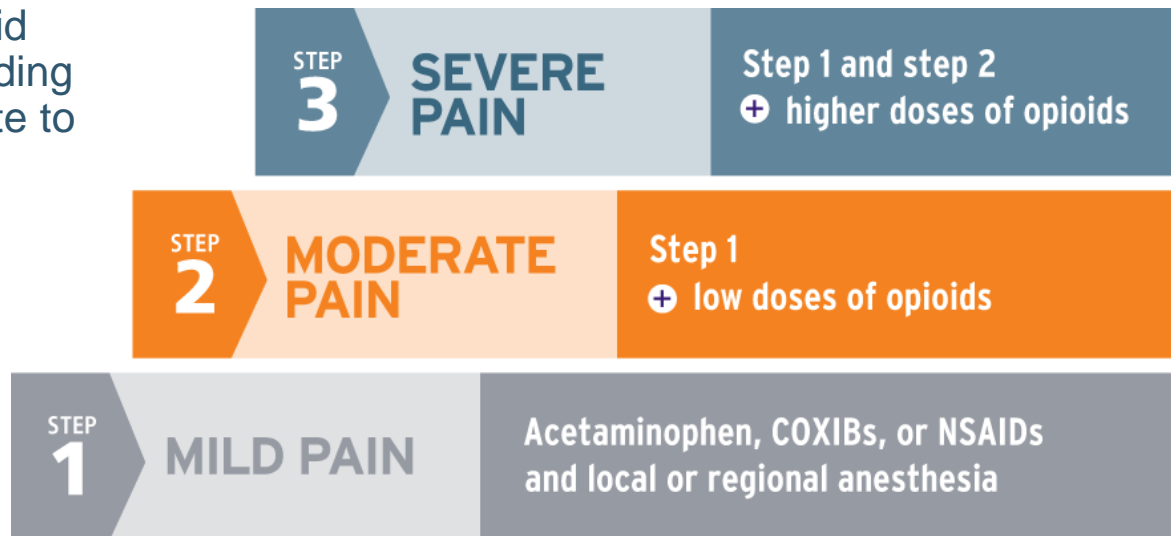 STEP
3
SEVERE
PAIN
Step 1 and step 2
+ higher doses of opioids
STEP
2
MODERATE
PAIN
Step 1
+ low doses of opioids
STEP
1
MILD PAIN
Acetaminophen, COXIBs, or NSAIDs
and local or regional anesthesia